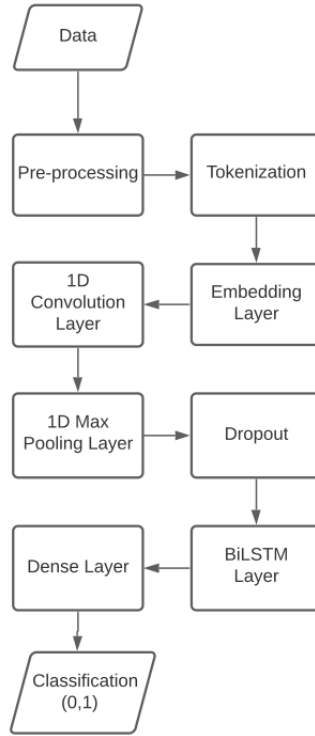 Data
Pre-processing
Tokenization
Embedding
Layer
1D
Convolution
Layer
1D Max
Pooling Layer
Dropout
BiLSTM
Layer
Dense Layer
Classification
(0,1)